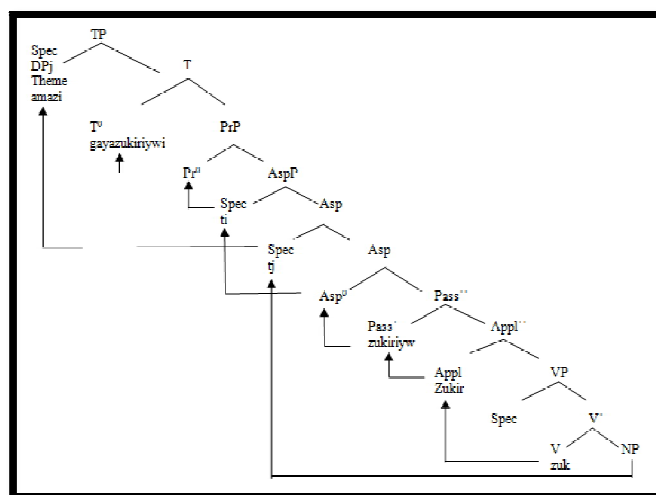 TP
Spec
DPj
Theme
amazi
T
T⁰
gayazukiriywi
PrP
Pr⁰
AspP
Spec
ti
Asp
Spec
tj
Asp
Asp⁰
Pass''
Pass'
zukiriyw
Appl''
Appl
Zukir
VP
Spec
V'
V
zuk
NP